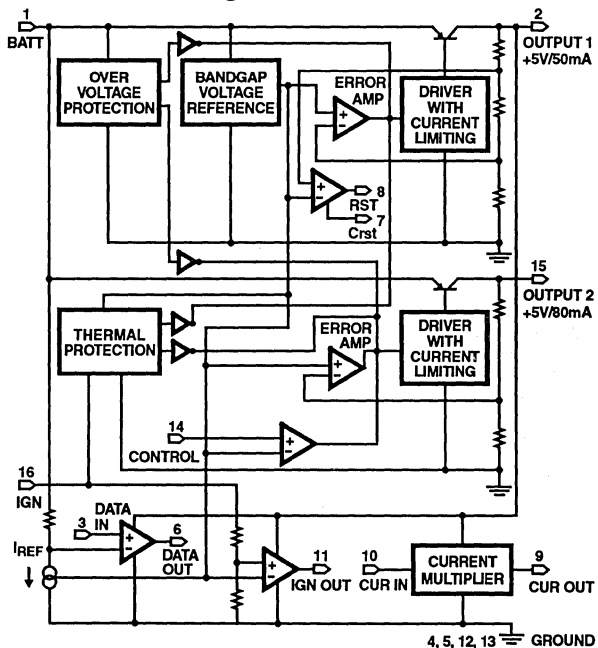 1
BATT
2
OUTPUT 1
+5V/50mA
OVER
VOLTAGE
PROTECTION
BANDGAP
VOLTAGE
REFERENCE
ERROR
AMP
+
−
DRIVER
WITH
CURRENT
LIMITING
+
−
8
RST
7
Crst
15
OUTPUT 2
+5V/80mA
THERMAL
PROTECTION
ERROR
AMP
+
−
DRIVER
WITH
CURRENT
LIMITING
14
CONTROL
+
−
16
IGN
3
DATA
IN
+
−
6
DATA
OUT
IREF
+
−
11
IGN OUT
10
CUR IN
CURRENT
MULTIPLIER
9
CUR OUT
4, 5, 12, 13
GROUND